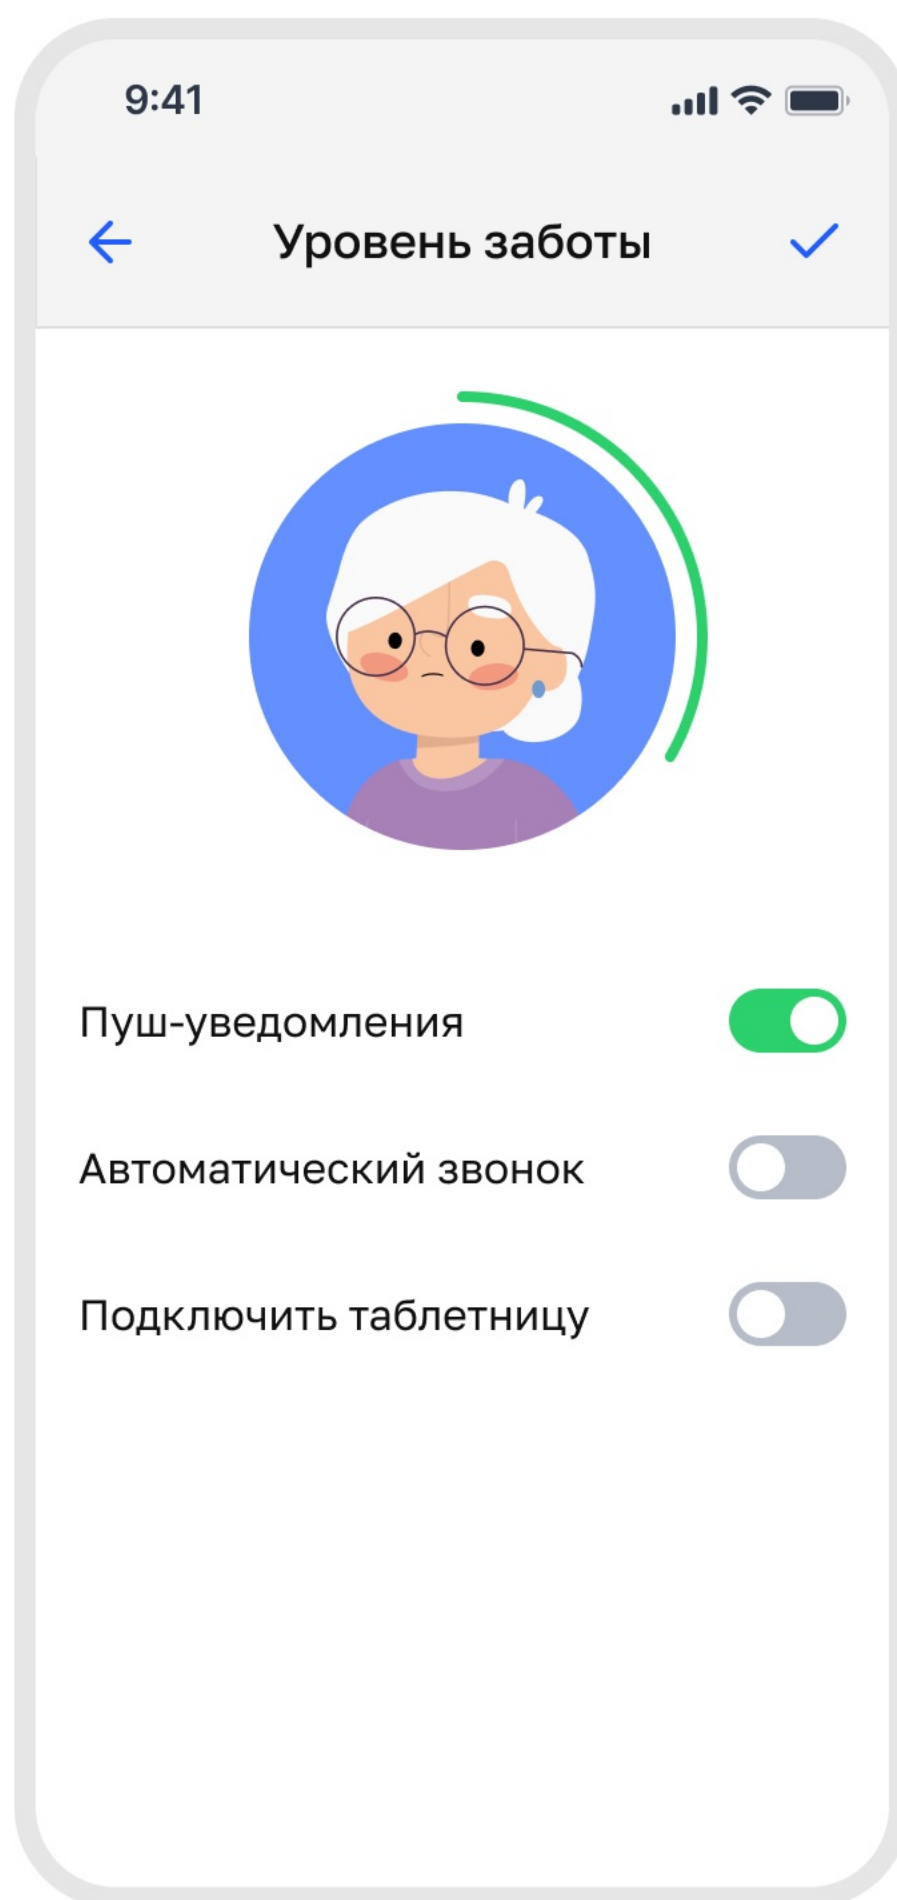 9:41
Уровень заботы
Пуш-уведомления
Автоматический звонок
Подключить таблетницу